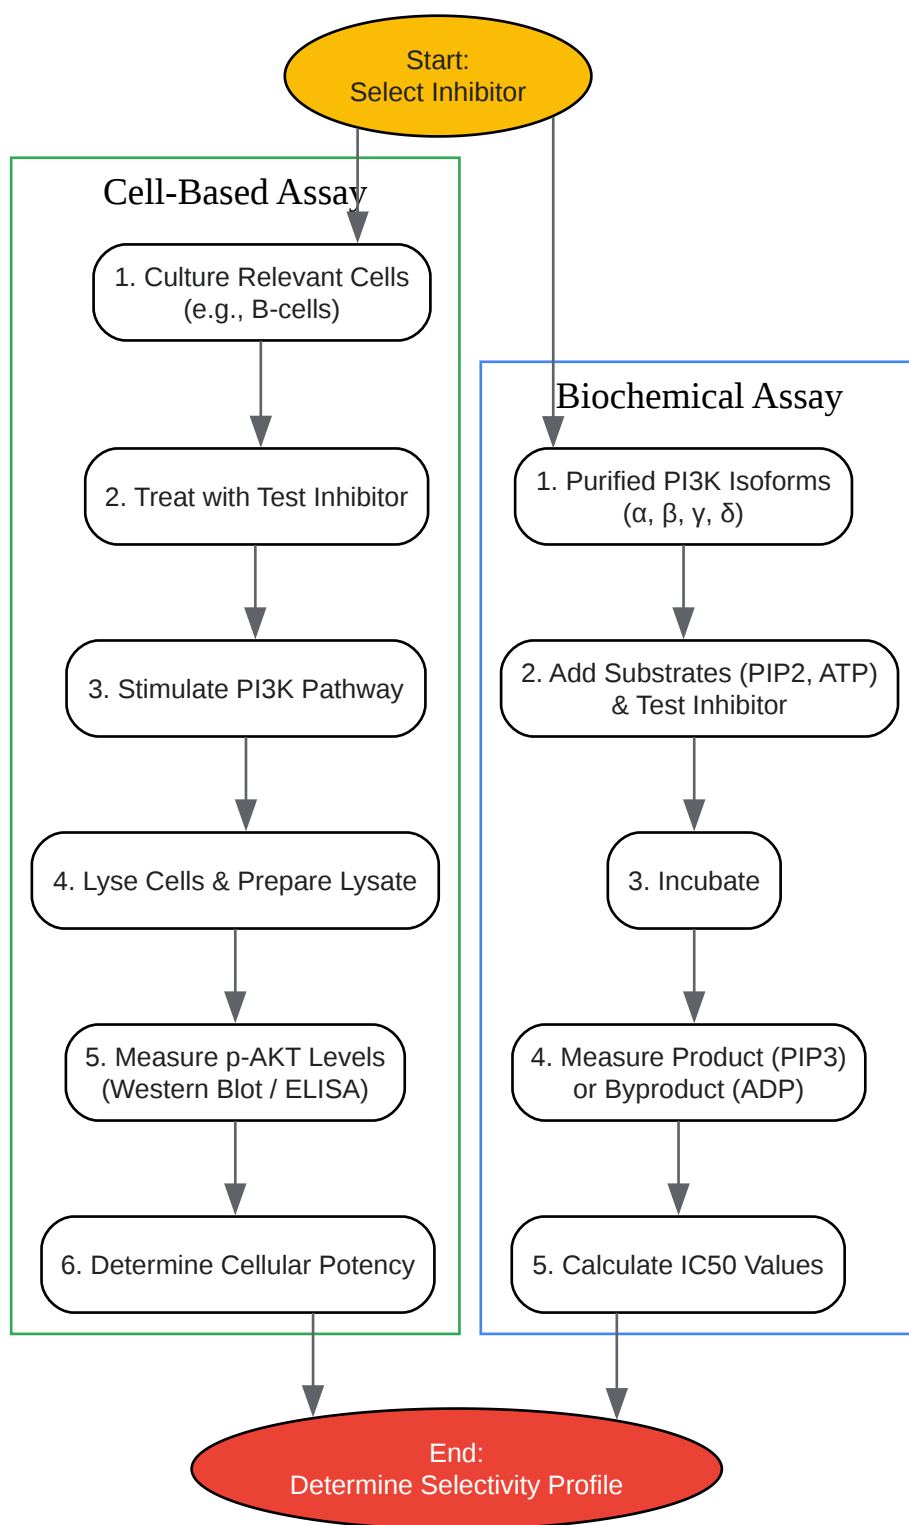 Start:
Select Inhibitor
Cell-Based Assay
1. Culture Relevant Cells
(e.g., B-cells)
2. Treat with Test Inhibitor
3. Stimulate PI3K Pathway
4. Lyse Cells & Prepare Lysate
5. Measure p-AKT Levels
(Western Blot / ELISA)
6. Determine Cellular Potency
Biochemical Assay
1. Purified PI3K Isoforms
(α, β, γ, δ)
2. Add Substrates (PIP2, ATP)
& Test Inhibitor
3. Incubate
4. Measure Product (PIP3)
or Byproduct (ADP)
5. Calculate IC50 Values
End:
Determine Selectivity Profile